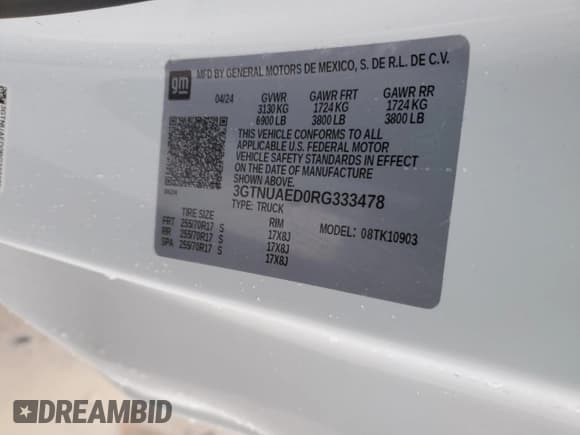 gm
MFD BY GENERAL MOTORS DE MEXICO, S. DE R.L. DE C.V.
04/24 GVWR GAWR FRT GAWR RR
3130 KG 1724 KG 1724 KG
6900 LB 3800 LB 3800 LB
THIS VEHICLE CONFORMS TO ALL
APPLICABLE U.S. FEDERAL MOTOR
VEHICLE SAFETY STANDARDS IN EFFECT
ON THE DATE OF MANUFACTURE
SHOWN ABOVE.
3GTNUAED0RG333478
TYPE: TRUCK
TIRE SIZE RIM MODEL: 08TK10903
FRT 255/70R17 S 17X8J
RR 255/70R17 S 17X8J
SPA 255/70R17 S 17X8J
DREAMBID